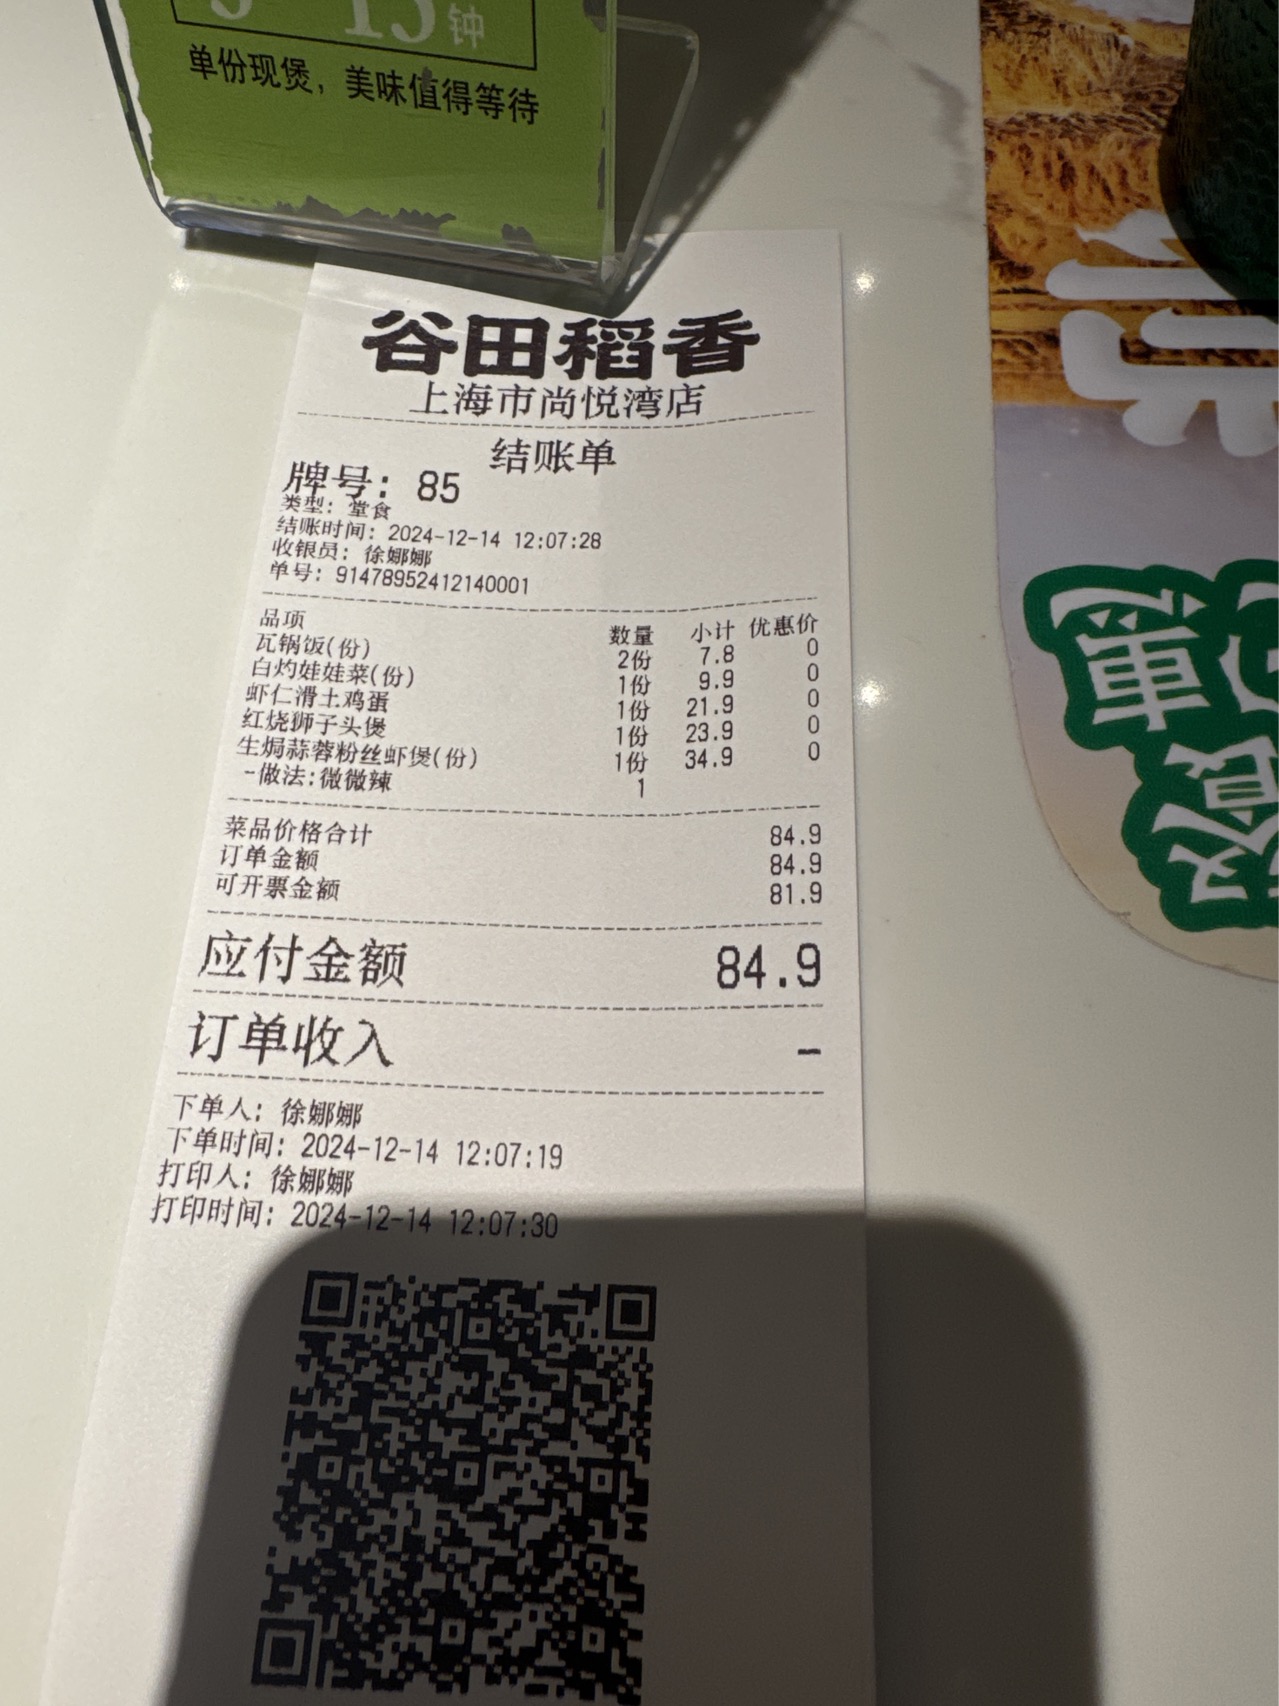 钟
单份现煲，美味值得等待
谷田稻香
上海市尚悦湾店
结账单
牌号: 85
类型: 堂食
结账时间: 2024-12-14 12:07:28
收银员: 徐娜娜
单号: 91478952412140001
品项 数量 小计 优惠价
瓦锅饭(份) 2份 7.8 0
白灼娃娃菜(份) 1份 9.9 0
虾仁滑土鸡蛋 1份 21.9 0
红烧狮子头煲 1份 23.9 0
生焗蒜蓉粉丝虾煲(份) 1份 34.9 0
-做法:微微辣 1
菜品价格合计 84.9
订单金额 84.9
可开票金额 81.9
应付金额 84.9
订单收入 -
下单人: 徐娜娜
下单时间: 2024-12-14 12:07:19
打印人: 徐娜娜
打印时间: 2024-12-14 12:07:30
惠